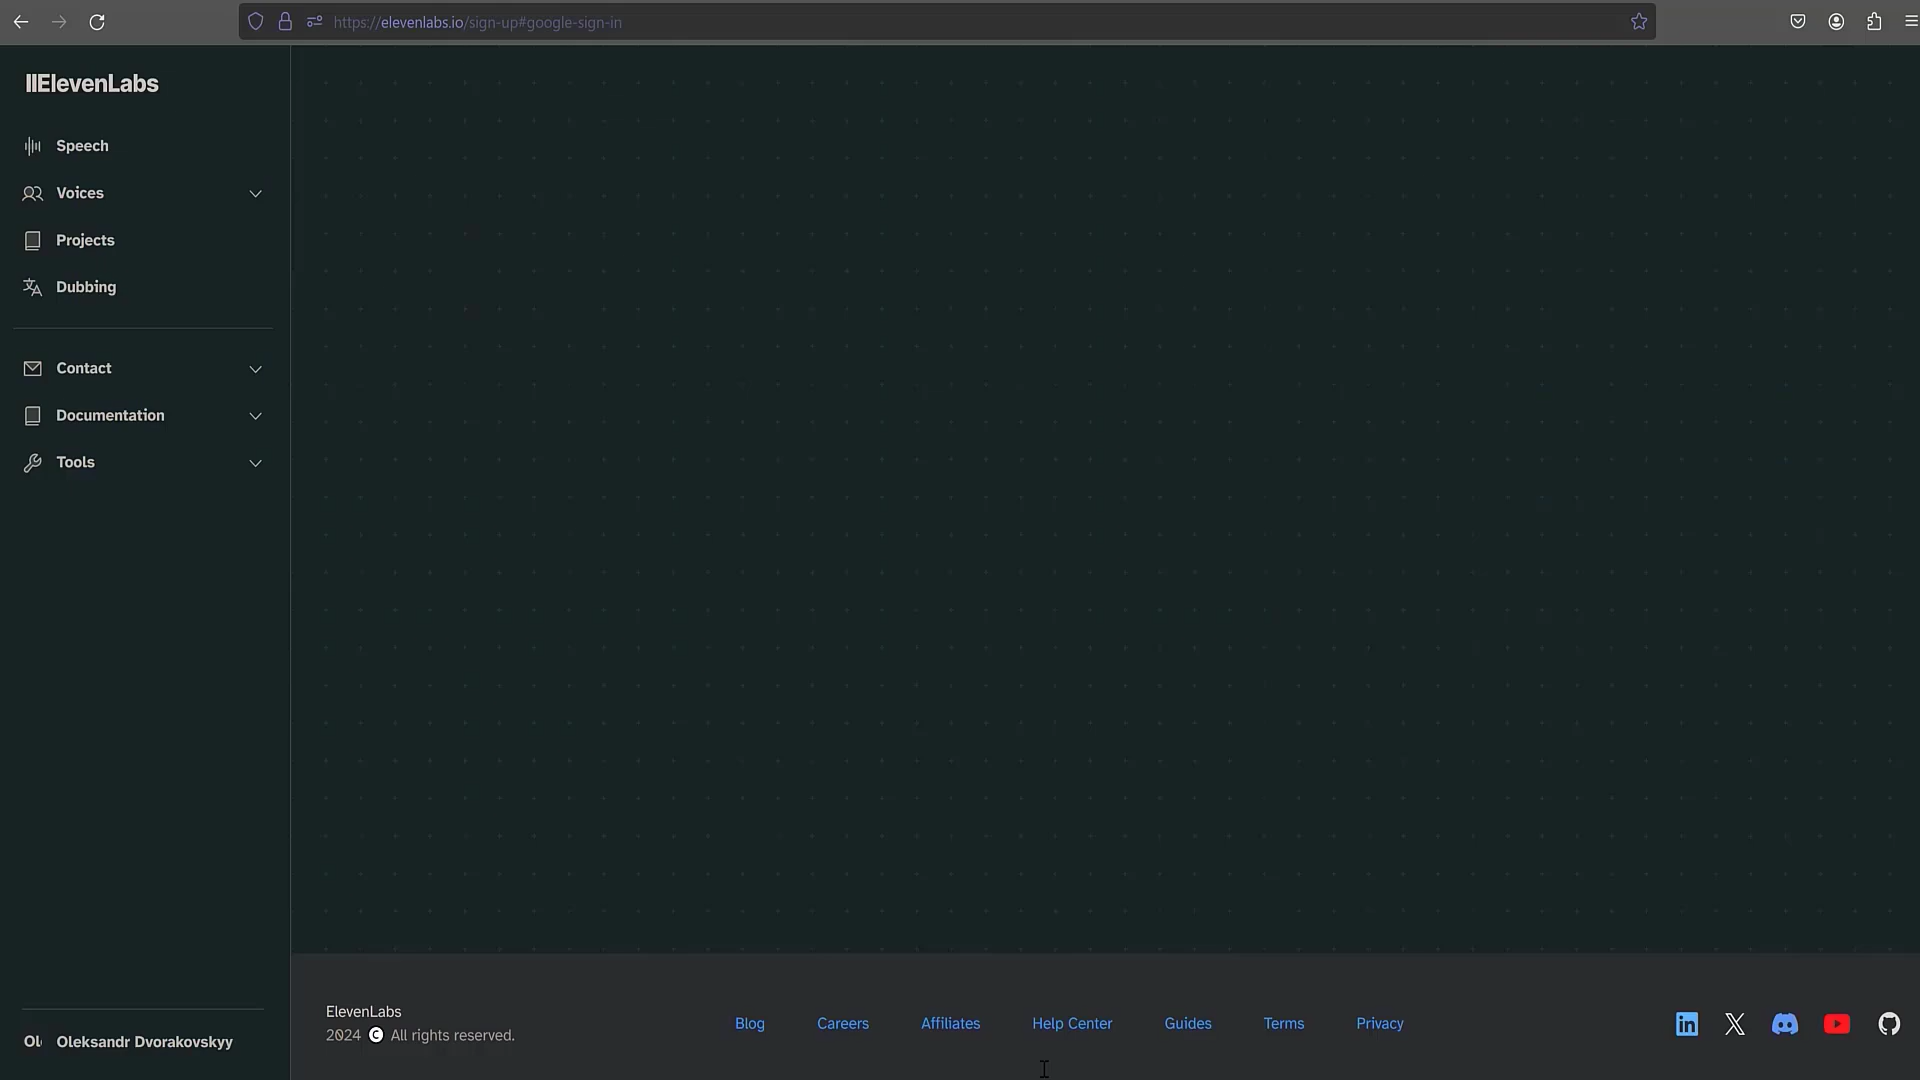 https://elevenlabs.io/sign-up#google-sign-in
IIElevenLabs
Speech
Voices
Projects
Dubbing
Contact
Documentation
Tools
Ol Oleksandr Dvorakovskyy
ElevenLabs
2024 © All rights reserved.
Blog
Careers
Affiliates
Help Center
Guides
Terms
Privacy